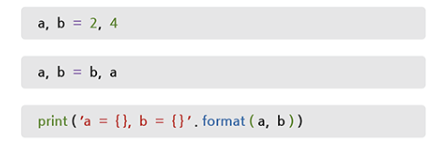 a, b = 2, 4
a, b = b, a
print('a = {}, b = {}'.format(a, b))